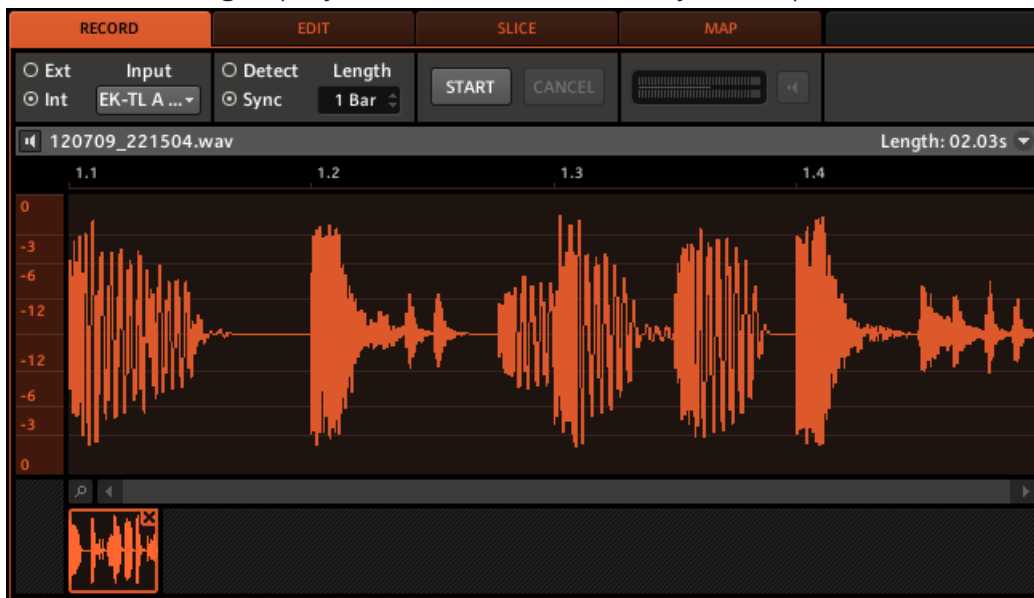 RECORD EDIT SLICE MAP
Ext Input Detect Length
Int EK-TL A ... Sync 1 Bar START CANCEL
120709_221504.wav Length: 02.03s
1.1 1.2 1.3 1.4
0
-3
-6
-12
-12
-6
-3
0